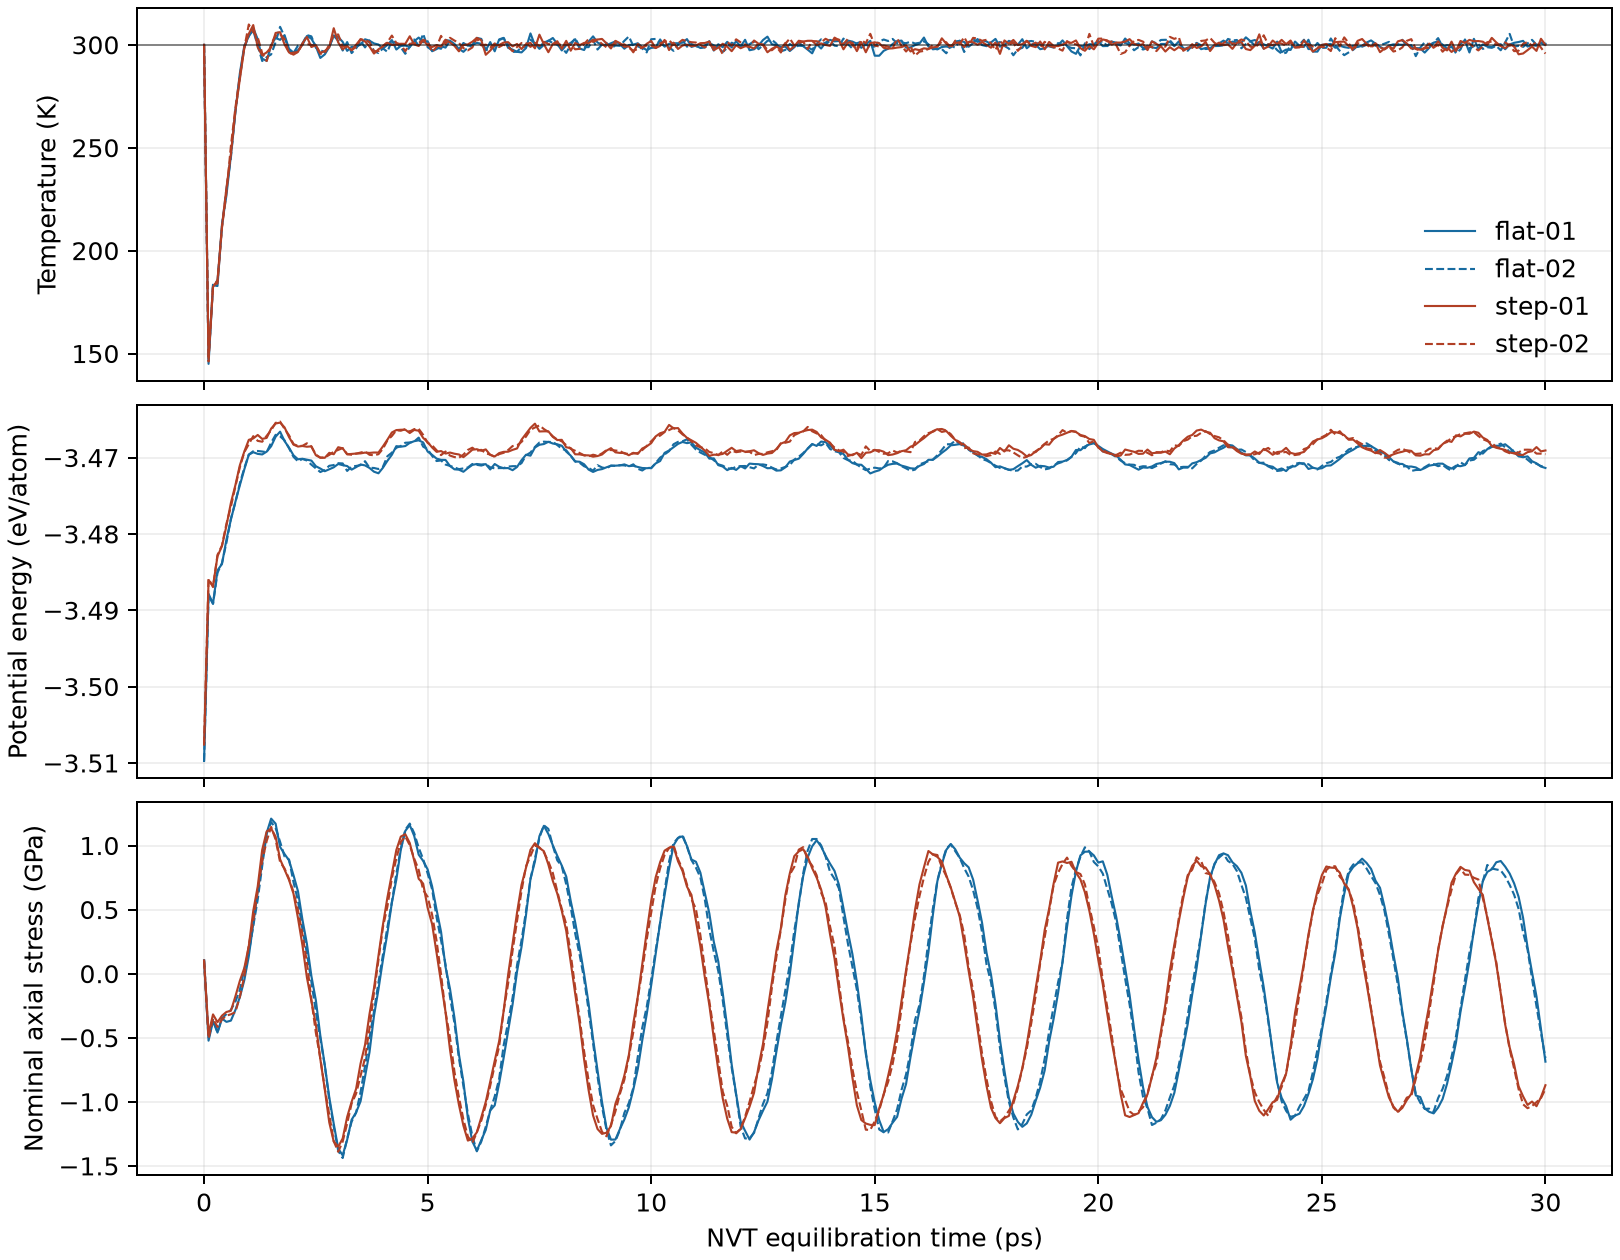 Temperature (K)
300
250
200
150
flat-01
flat-02
step-01
step-02
Potential energy (eV/atom)
−3.47
−3.48
−3.49
−3.50
−3.51
Nominal axial stress (GPa)
1.0
0.5
0.0
−0.5
−1.0
−1.5
0
5
10
15
20
25
30
NVT equilibration time (ps)